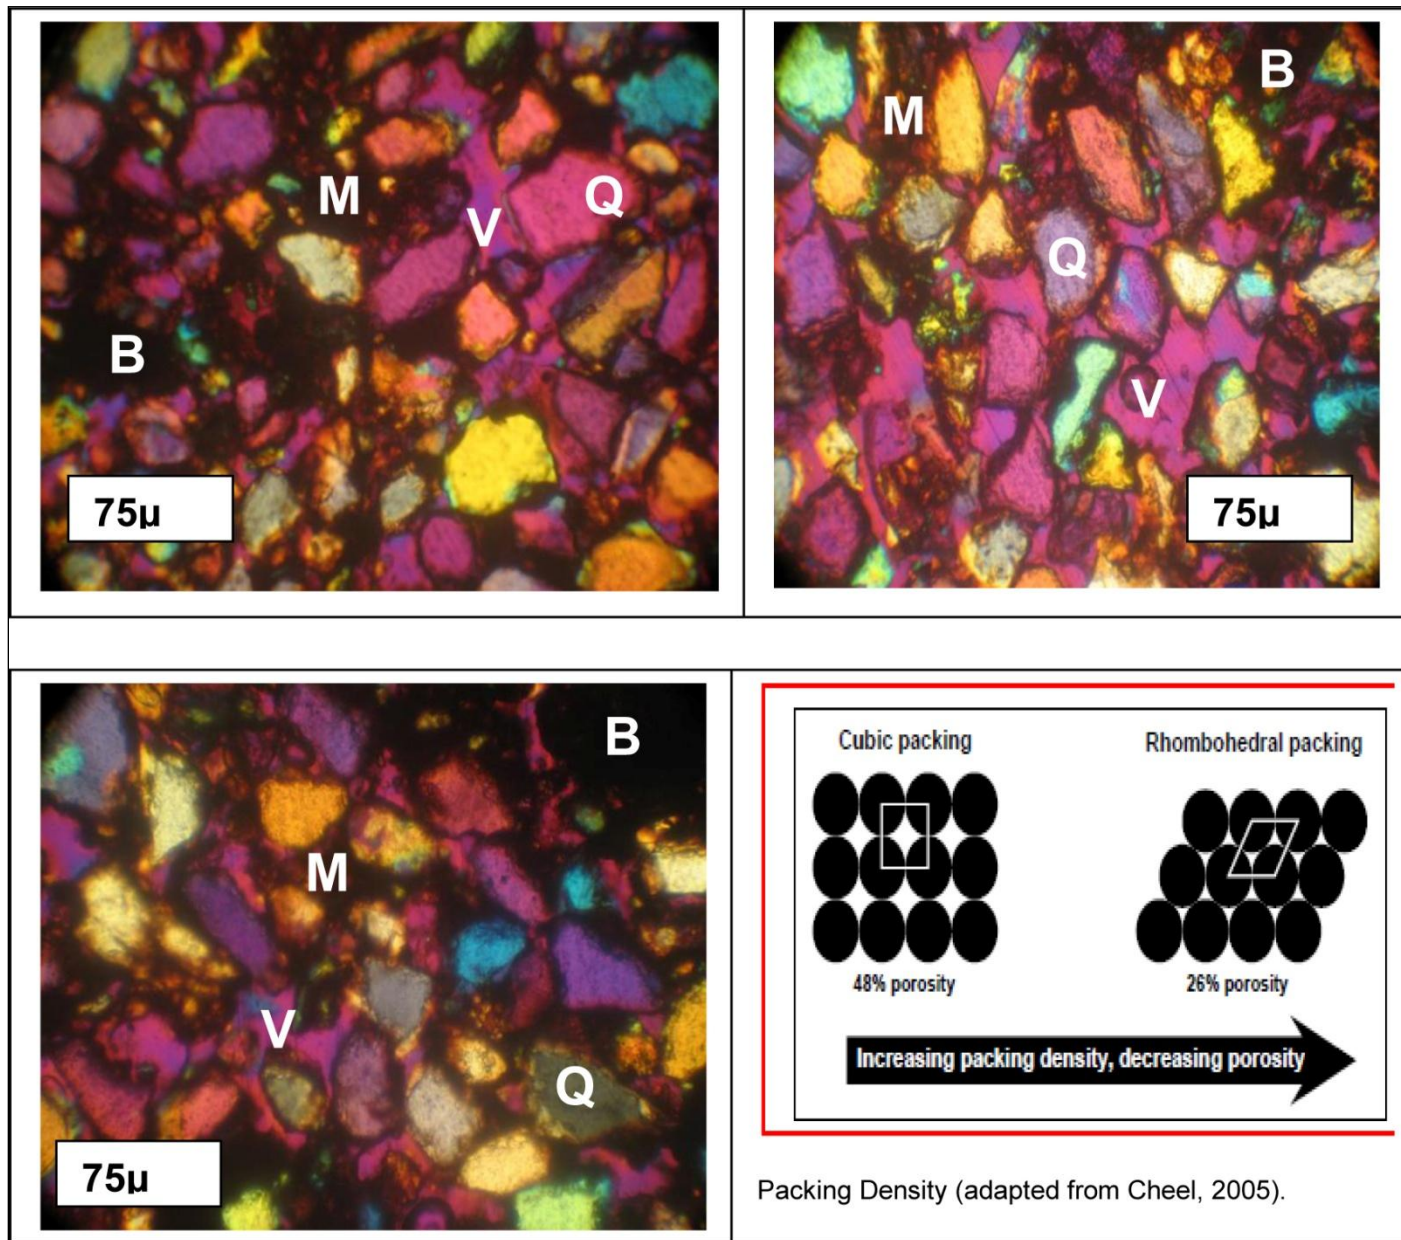 M
Q
V
B
75µ
B
M
Q
V
75µ
B
M
V
Q
75µ
Cubic packing
Rhombohedral packing
48% porosity
26% porosity
Increasing packing density, decreasing porosity
Packing Density (adapted from Cheel, 2005).